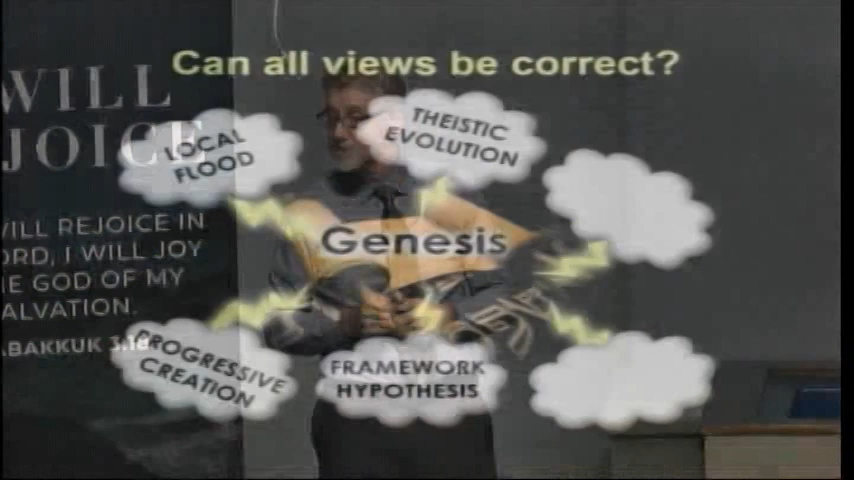 Can all views be correct?
WILL
JOICE
LOCAL
FLOOD
THEISTIC
EVOLUTION
Genesis
WILL REJOICE IN
ORD, I WILL JOY
HE GOD OF MY
ALVATION.
ABAKKUK 3:18
PROGRESSIVE
CREATION
FRAMEWORK
HYPOTHESIS